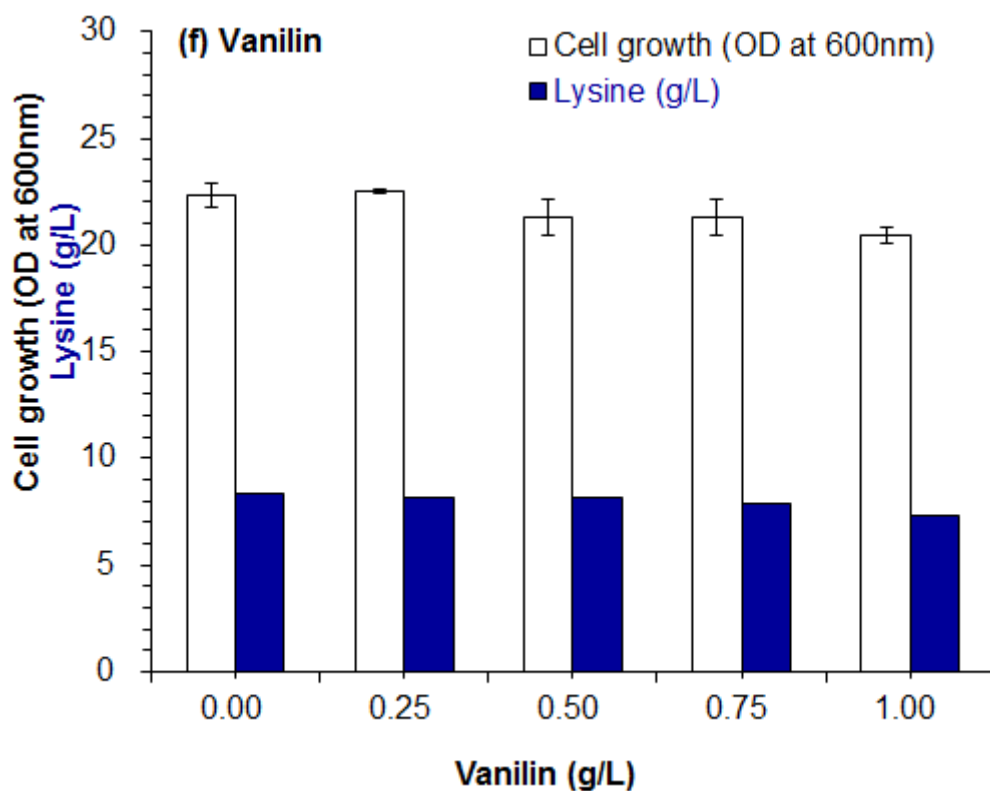 (f) Vanilin
Cell growth (OD at 600nm)
Lysine (g/L)
Cell growth (OD at 600nm)
Lysine (g/L)
30
25
20
15
10
5
0
0.00 0.25 0.50 0.75 1.00
Vanilin (g/L)